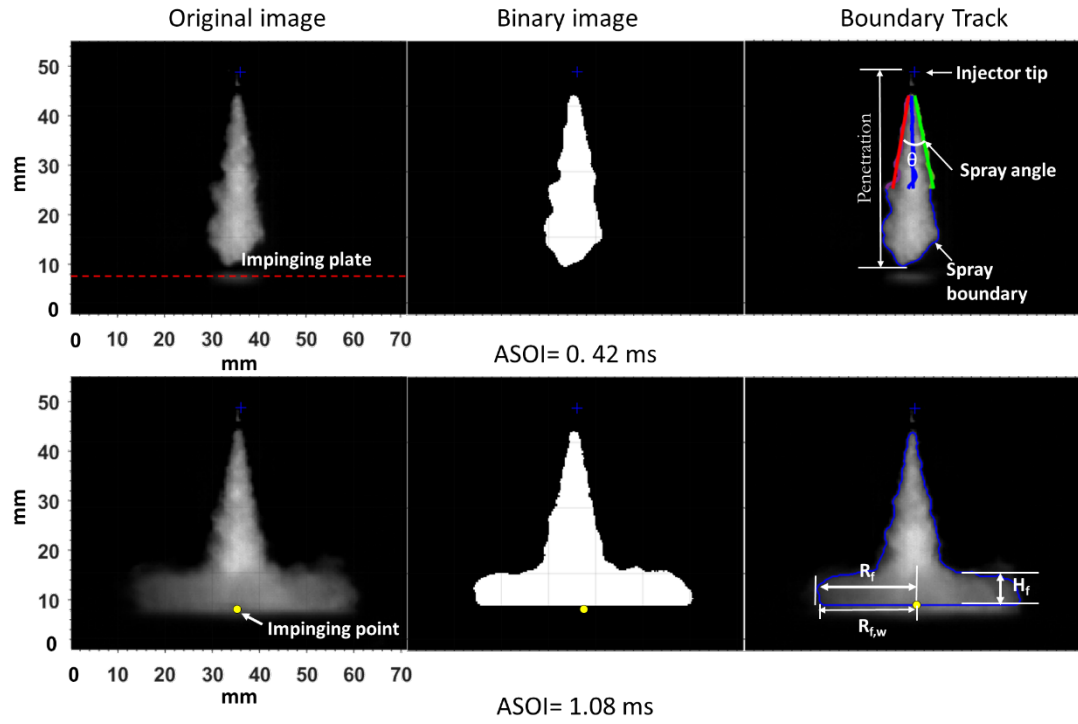 Original image
Binary image
Boundary Track
50
40
30
20
10
0
mm
Impinging plate
0 10 20 30 40 50 60 70
mm
Penetration
θ
Injector tip
Spray angle
Spray
boundary
ASOI= 0. 42 ms
50
40
30
20
10
0
mm
Impinging point
0 10 20 30 40 50 60 70
mm
R_f
H_f
R_f,w
ASOI= 1.08 ms